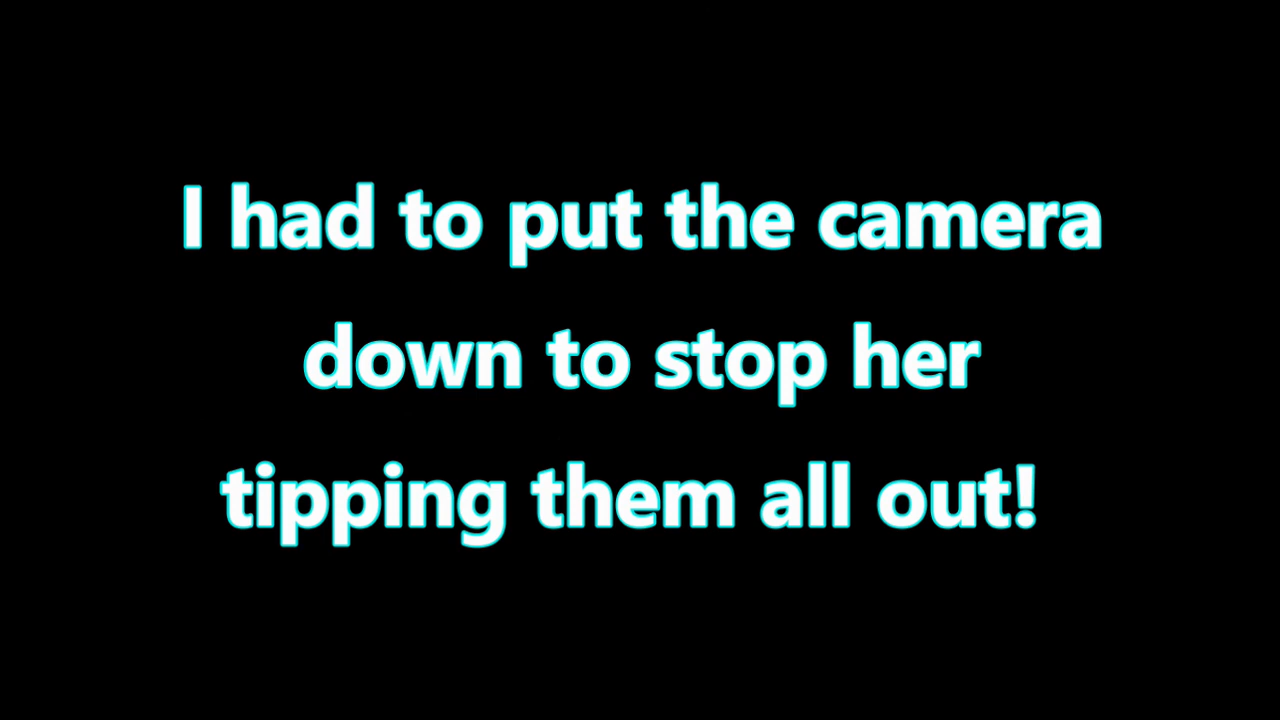 I had to put the camera
down to stop her
tipping them all out!